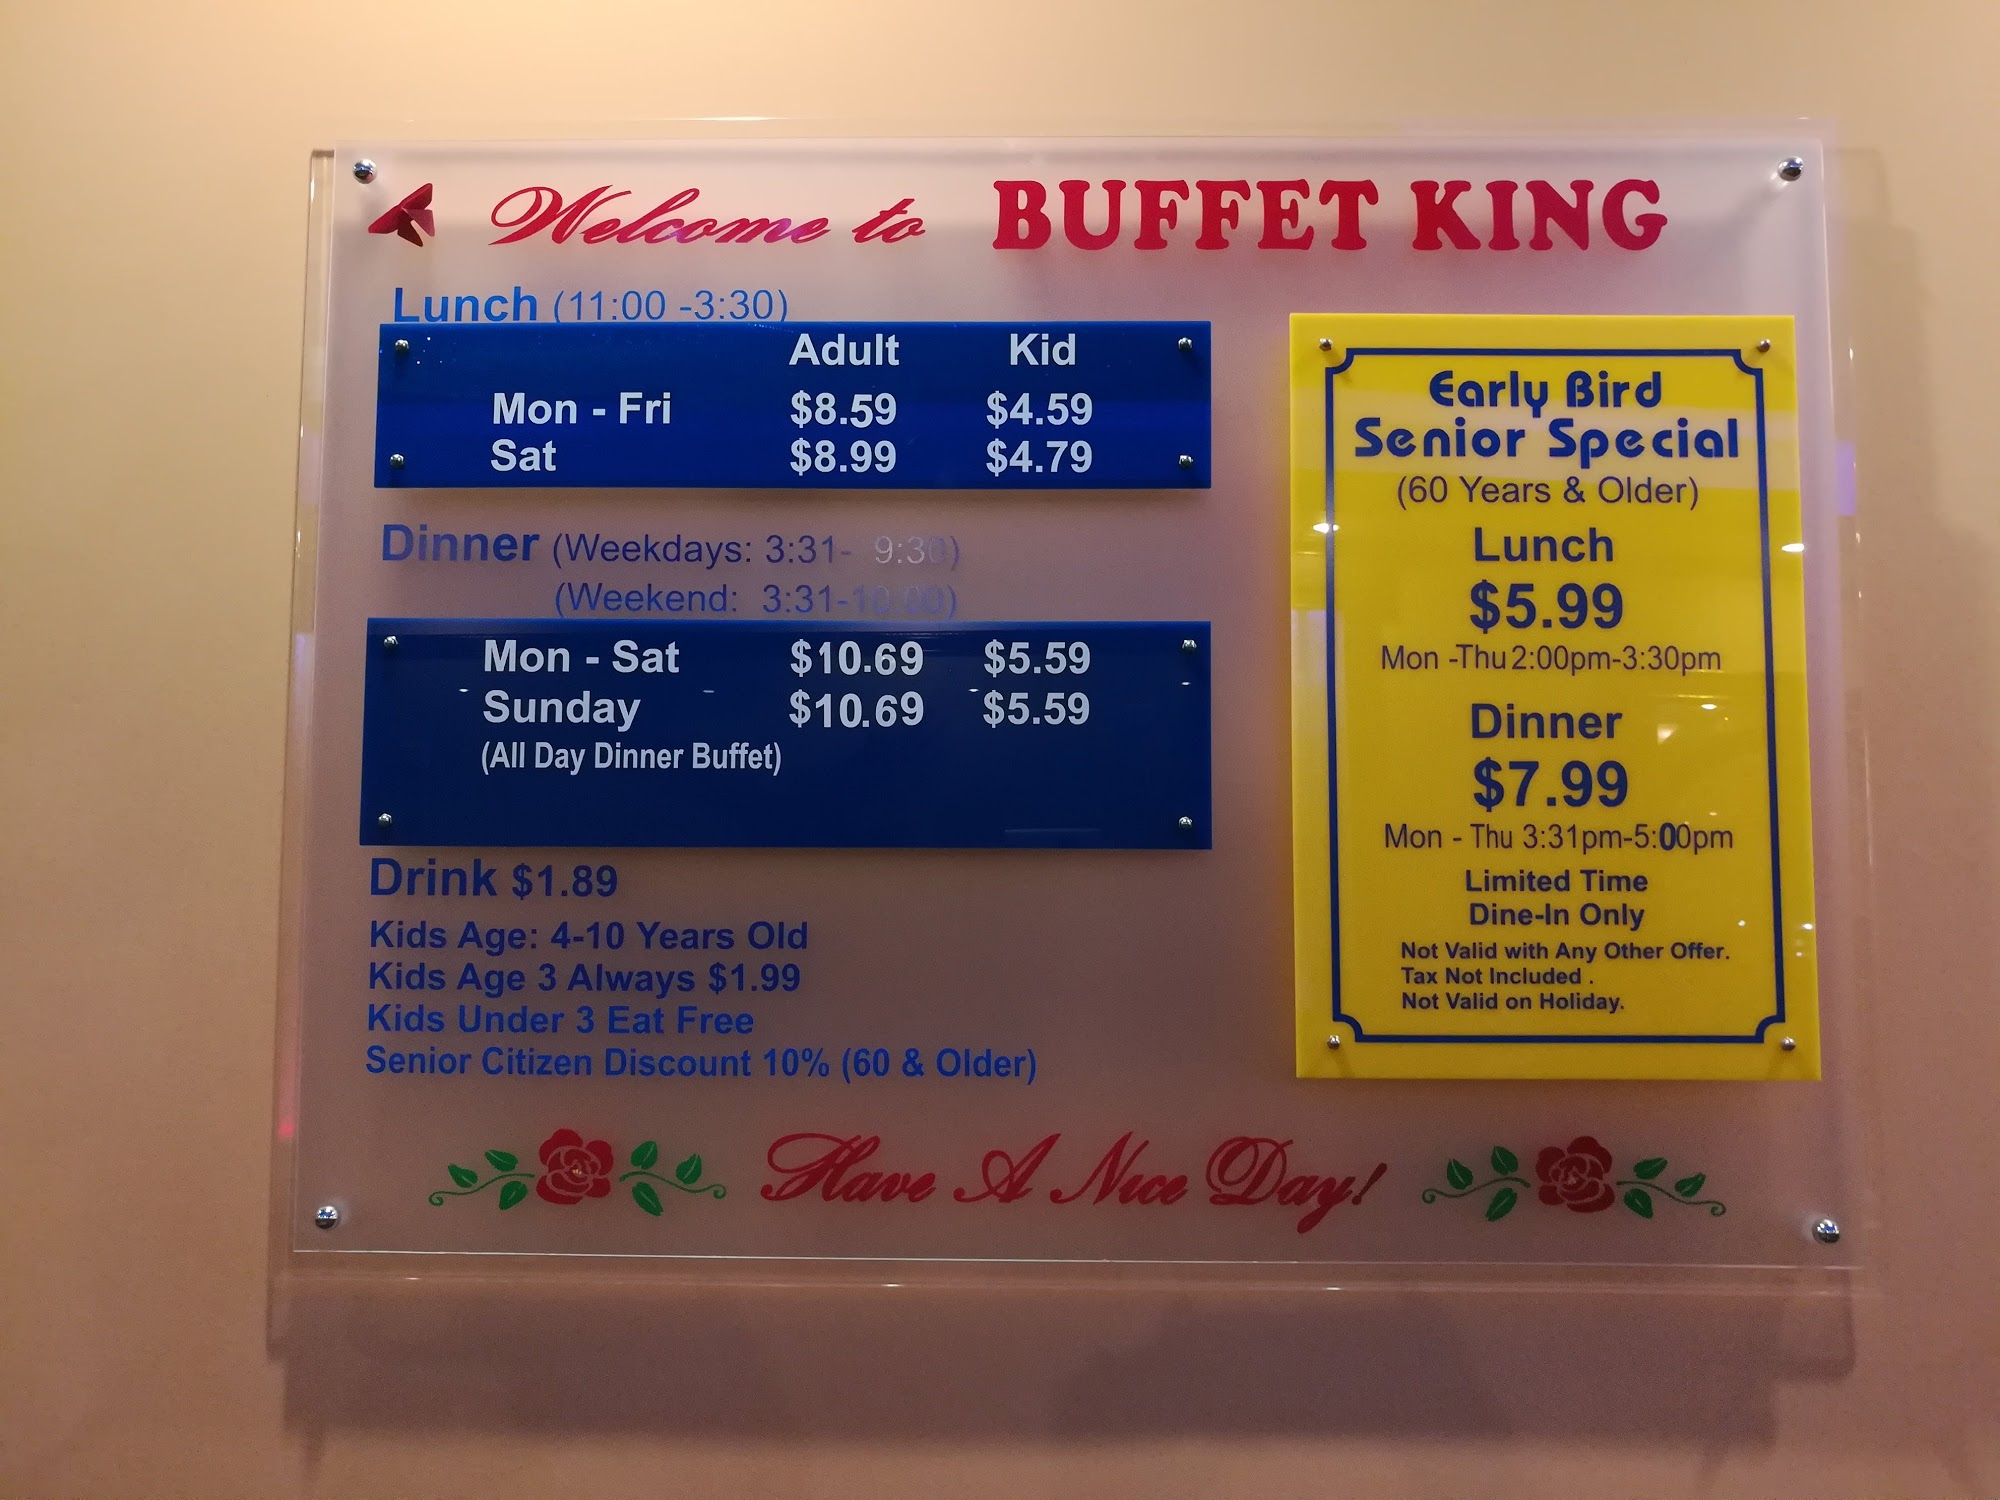 Welcome to BUFFET KING
Lunch (11:00 -3:30)
Adult Kid
Mon - Fri $8.59 $4.59
Sat $8.99 $4.79
Dinner (Weekdays: 3:31- 9:30)
(Weekend: 3:31-10:00)
Mon - Sat $10.69 $5.59
Sunday $10.69 $5.59
(All Day Dinner Buffet)
Drink $1.89
Kids Age: 4-10 Years Old
Kids Age 3 Always $1.99
Kids Under 3 Eat Free
Senior Citizen Discount 10% (60 & Older)
Early Bird
Senior Special
(60 Years & Older)
Lunch
$5.99
Mon -Thu 2:00pm-3:30pm
Dinner
$7.99
Mon - Thu 3:31pm-5:00pm
Limited Time
Dine-In Only
Not Valid with Any Other Offer.
Tax Not Included .
Not Valid on Holiday.
Have A Nice Day!